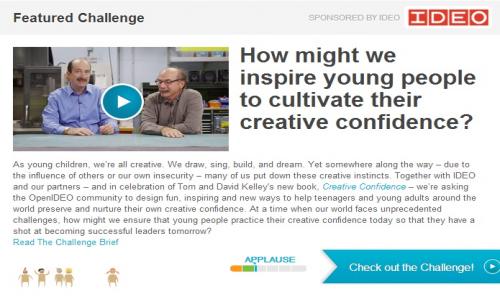 Featured Challenge
SPONSORED BY IDEO
IDEO
How might we
inspire young people
to cultivate their
creative confidence?
As young children, we're all creative. We draw, sing, build, and dream. Yet somewhere along the way – due to
the influence of others or our own insecurity – many of us put down these creative instincts. Together with IDEO
and our partners – and in celebration of Tom and David Kelley's new book, Creative Confidence – we're asking
the OpenIDEO community to design fun, inspiring and new ways to help teenagers and young adults around the
world preserve and nurture their own creative confidence. At a time when our world faces unprecedented
challenges, how might we ensure that young people practice their creative confidence today so that they have a
shot at becoming successful leaders tomorrow?
Read The Challenge Brief
APPLAUSE
Check out the Challenge!